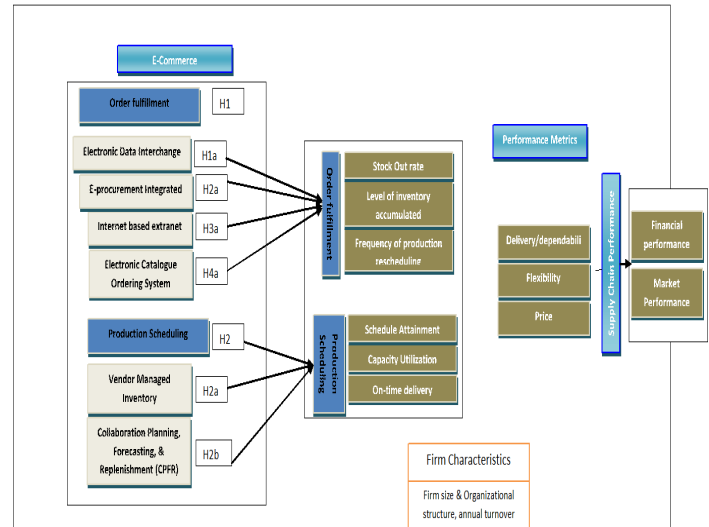 E-Commerce
Order fulfillment
H1
Electronic Data Interchange
H1a
E-procurement Integrated
H2a
Internet based extranet
H3a
Electronic Catalogue
Ordering System
H4a
Production Scheduling
H2
Vendor Managed
Inventory
H2a
Collaboration Planning,
Forecasting, &
Replenishment (CPFR)
H2b
Order fulfillment
Stock Out rate
Level of inventory
accumulated
Frequency of production
rescheduling
Production
Scheduling
Schedule Attainment
Capacity Utilization
On-time delivery
Performance Metrics
Delivery/dependabili
Flexibility
Price
Supply Chain Performance
Financial
performance
Market
Performance
Firm Characteristics
Firm size & Organizational
structure, annual turnover